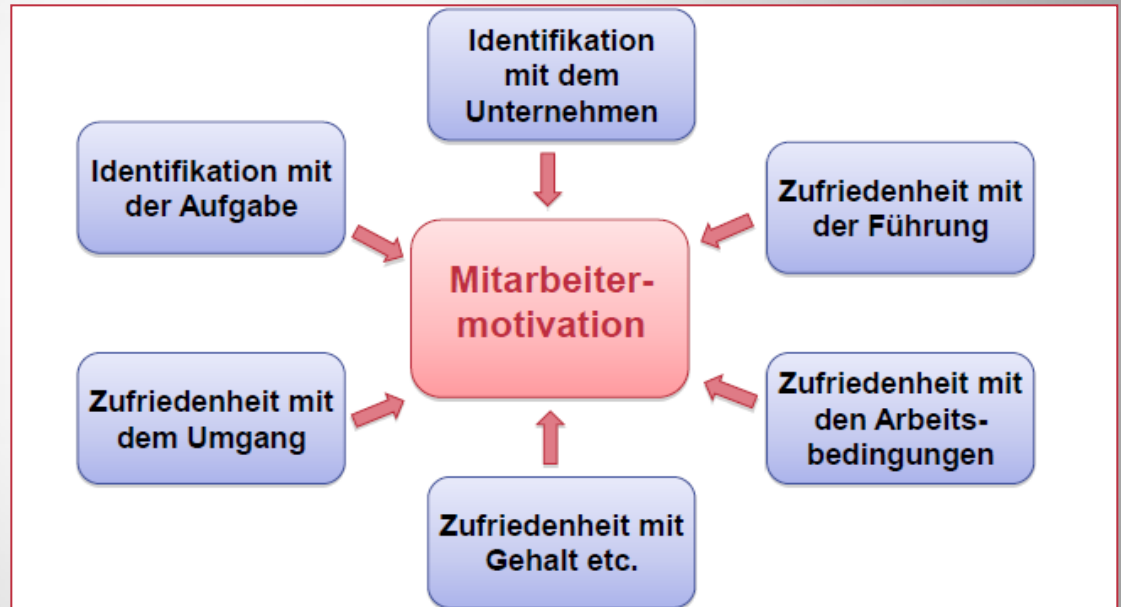 Identifikation
mit dem
Unternehmen
Identifikation mit
der Aufgabe
Zufriedenheit mit
der Führung
Mitarbeiter-
motivation
Zufriedenheit mit
dem Umgang
Zufriedenheit mit
den Arbeits-
bedingungen
Zufriedenheit mit
Gehalt etc.